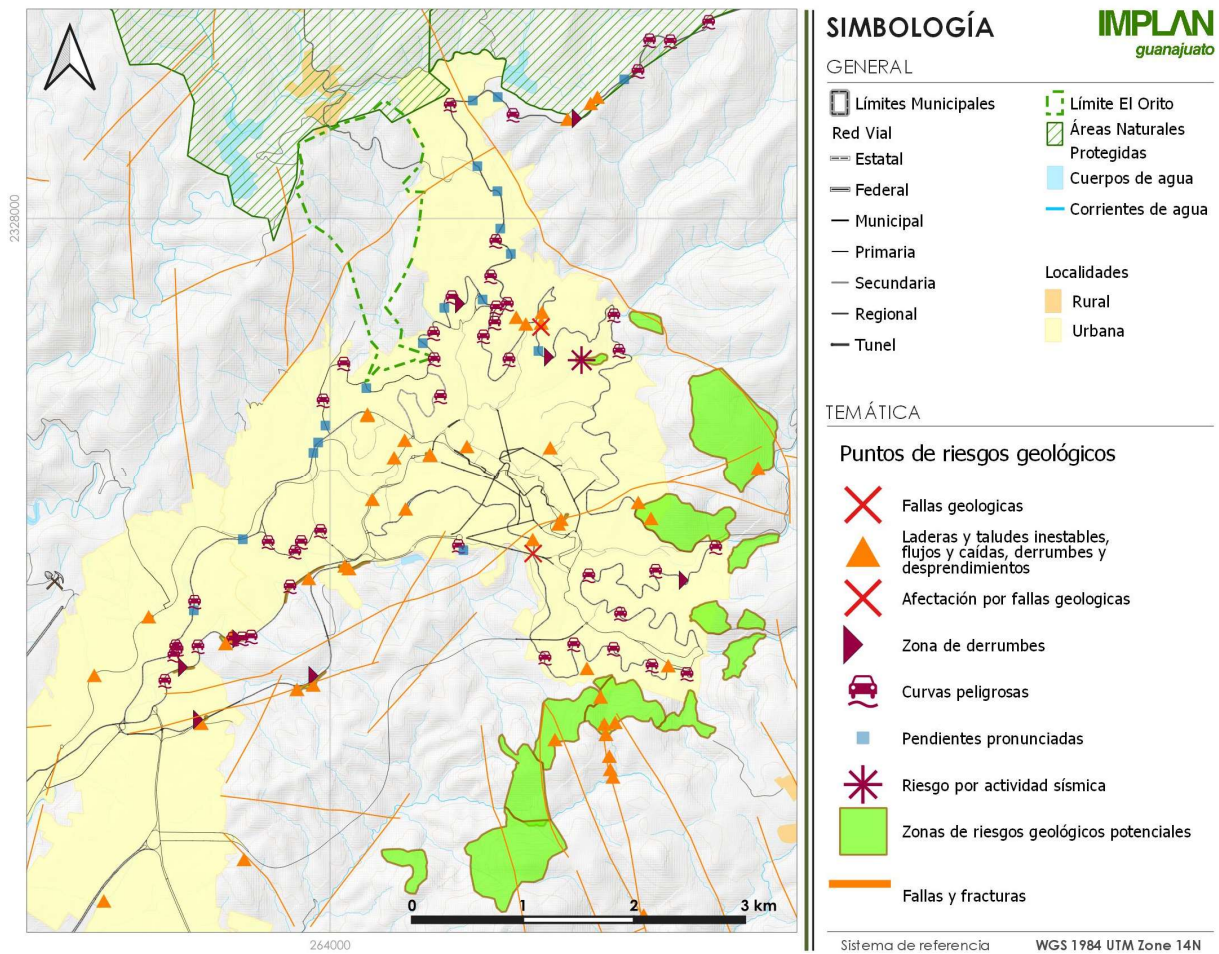 SIMBOLOGÍA
IMPLAN
guanajuato
GENERAL
Límites Municipales
Red Vial
Estatal
Federal
Municipal
Primaria
Secundaria
Regional
Tunel
Límite El Orito
Áreas Naturales
Protegidas
Cuerpos de agua
Corrientes de agua
Localidades
Rural
Urbana
TEMÁTICA
Puntos de riesgos geológicos
Fallas geologicas
Laderas y taludes inestables,
flujos y caídas, derrumbes y
desprendimientos
Afectación por fallas geologicas
Zona de derrumbes
Curvas peligrosas
Pendientes pronunciadas
Riesgo por actividad sísmica
Zonas de riesgos geológicos potenciales
Fallas y fracturas
Sistema de referencia WGS 1984 UTM Zone 14N
2328000
264000
0 1 2 3 km